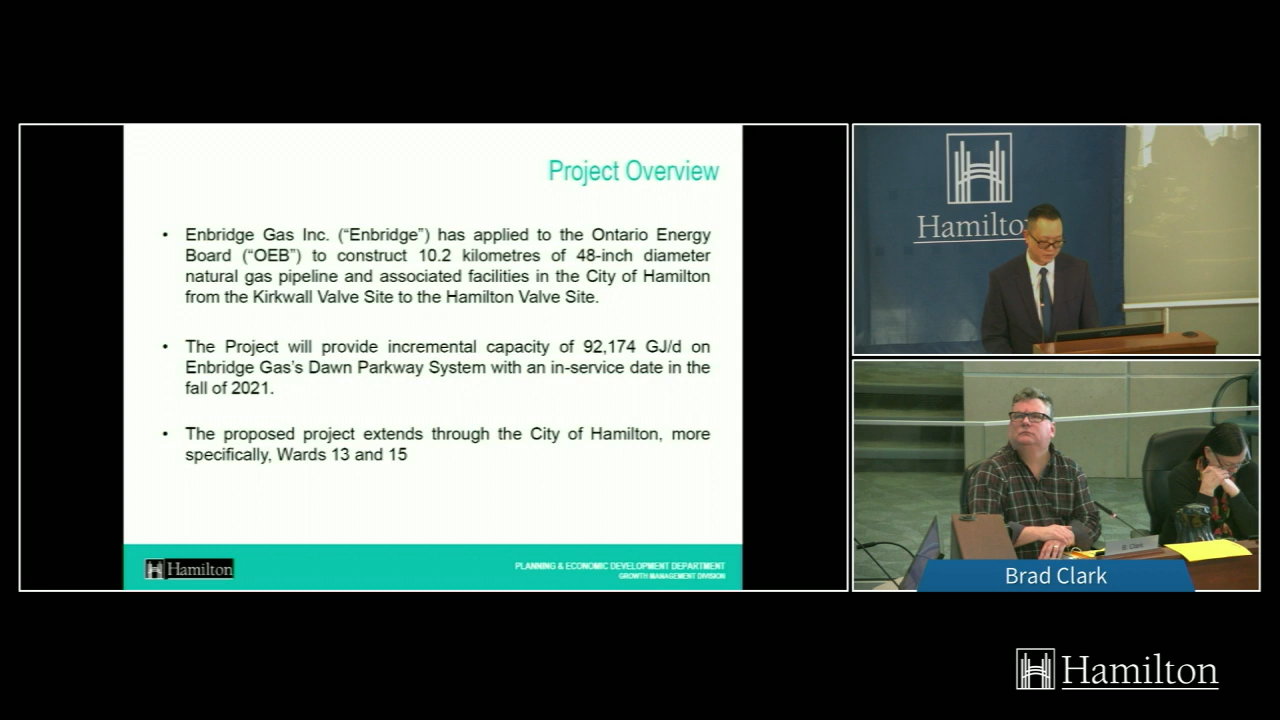 Project Overview
• Enbridge Gas Inc. (“Enbridge”) has applied to the Ontario Energy
Board (“OEB”) to construct 10.2 kilometres of 48-inch diameter
natural gas pipeline and associated facilities in the City of Hamilton
from the Kirkwall Valve Site to the Hamilton Valve Site.
• The Project will provide incremental capacity of 92,174 GJ/d on
Enbridge Gas’s Dawn Parkway System with an in-service date in the
fall of 2021.
• The proposed project extends through the City of Hamilton, more
specifically, Wards 13 and 15
Hamilton
PLANNING & ECONOMIC DEVELOPMENT DEPARTMENT
GROWTH MANAGEMENT DIVISION
Hamilton
B. Clark
Brad Clark
Hamilton